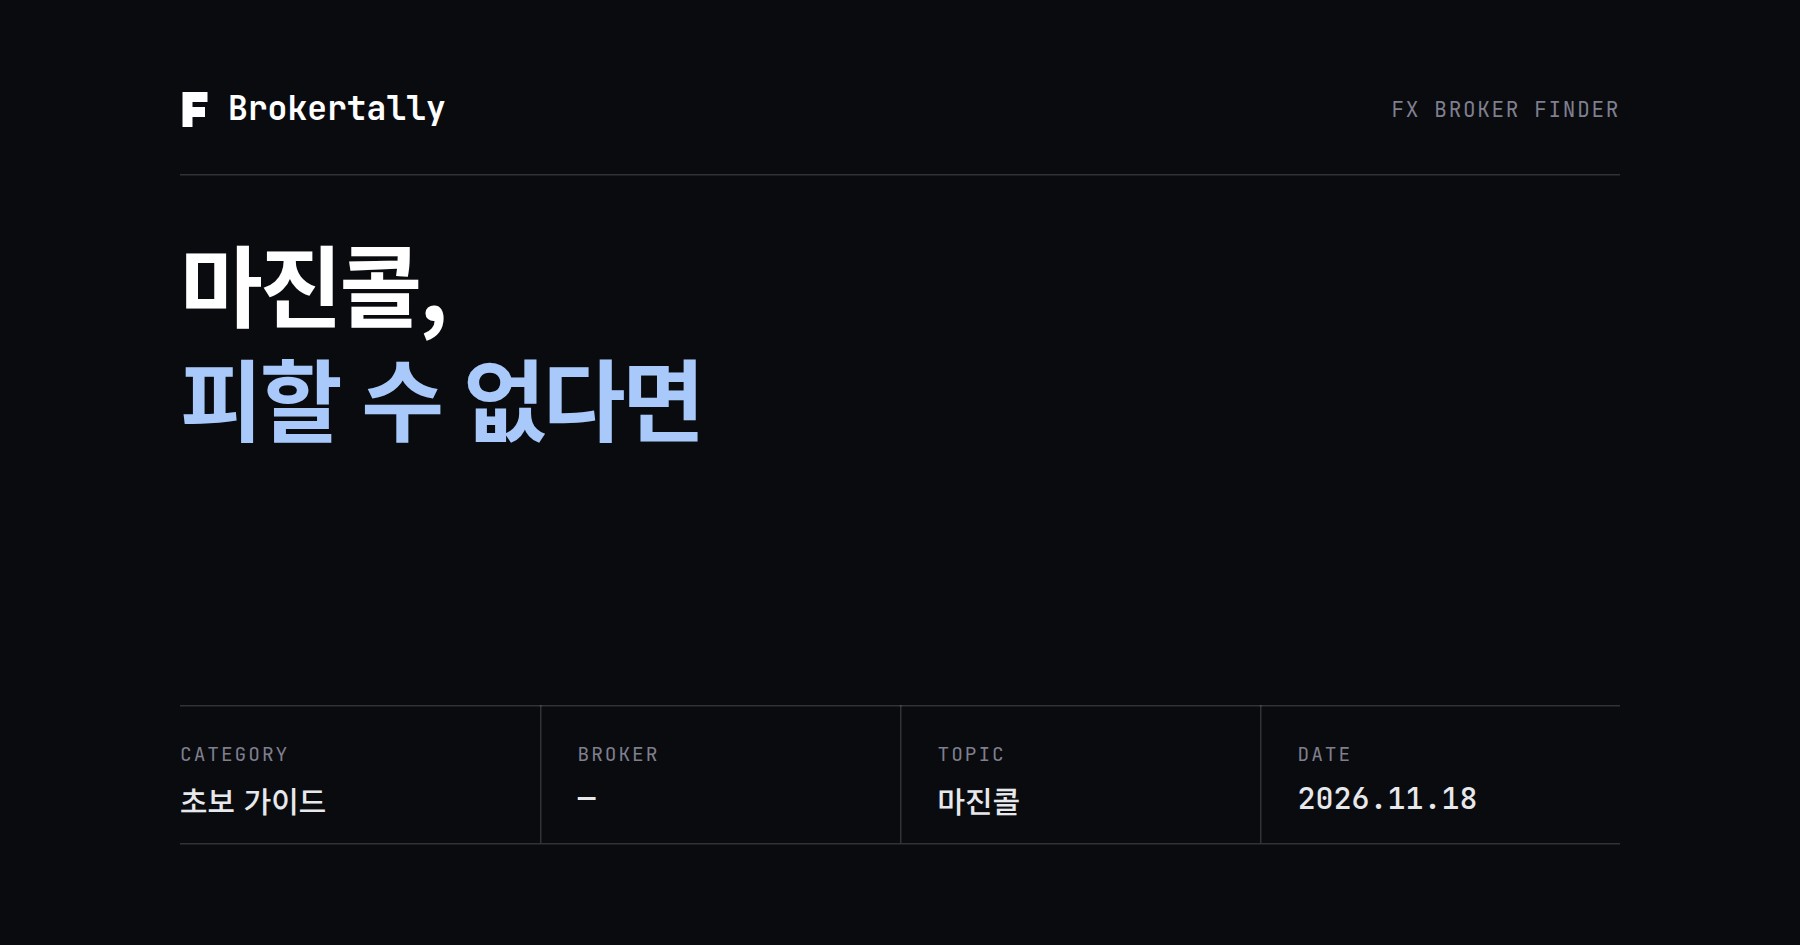 Brokertally
FX BROKER FINDER
마진콜,
피할 수 없다면
CATEGORY
초보 가이드
BROKER
—
TOPIC
마진콜
DATE
2026.11.18